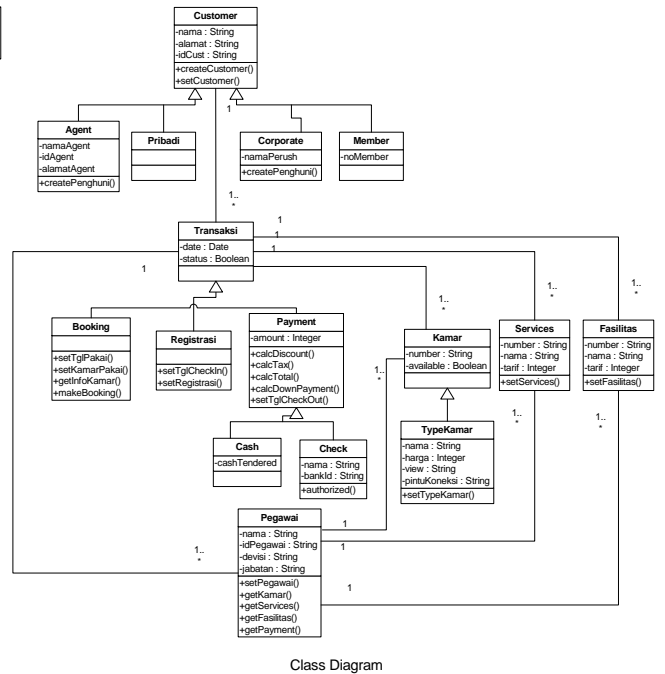 Customer
-nama : String
-alamat : String
-idCust : String
+createCustomer()
+setCustomer()
1
Agent
-namaAgent
-idAgent
-alamatAgent
+createPenghuni()
Pribadi
Corporate
-namaPerush
+createPenghuni()
Member
-noMember
1..
*
Transaksi
-date : Date
-status : Boolean
1
1
1
1
1..
*
1..
*
1..
*
Booking
+setTglPakai()
+setKamarPakai()
+getInfoKamar()
+makeBooking()
Registrasi
+setTglCheckIn()
+setRegistrasi()
Payment
-amount : Integer
+calcDiscount()
+calcTax()
+calcTotal()
+calcDownPayment()
+setTglCheckOut()
Kamar
-number : String
-available : Boolean
Services
-number : String
-nama : String
-tarif : Integer
+setServices()
Fasilitas
-number : String
-nama : String
-tarif : Integer
+setFasilitas()
1..
*
1..
*
1..
*
Cash
-cashTendered
Check
-nama : String
-bankId : String
+authorized()
TypeKamar
-nama : String
-harga : Integer
-view : String
-pintuKoneksi : String
+setTypeKamar()
Pegawai
-nama : String
-idPegawai : String
-devisi : String
-jabatan : String
+setPegawai()
+getKamar()
+getServices()
+getFasilitas()
+getPayment()
1..
*
1
1
1
Class Diagram